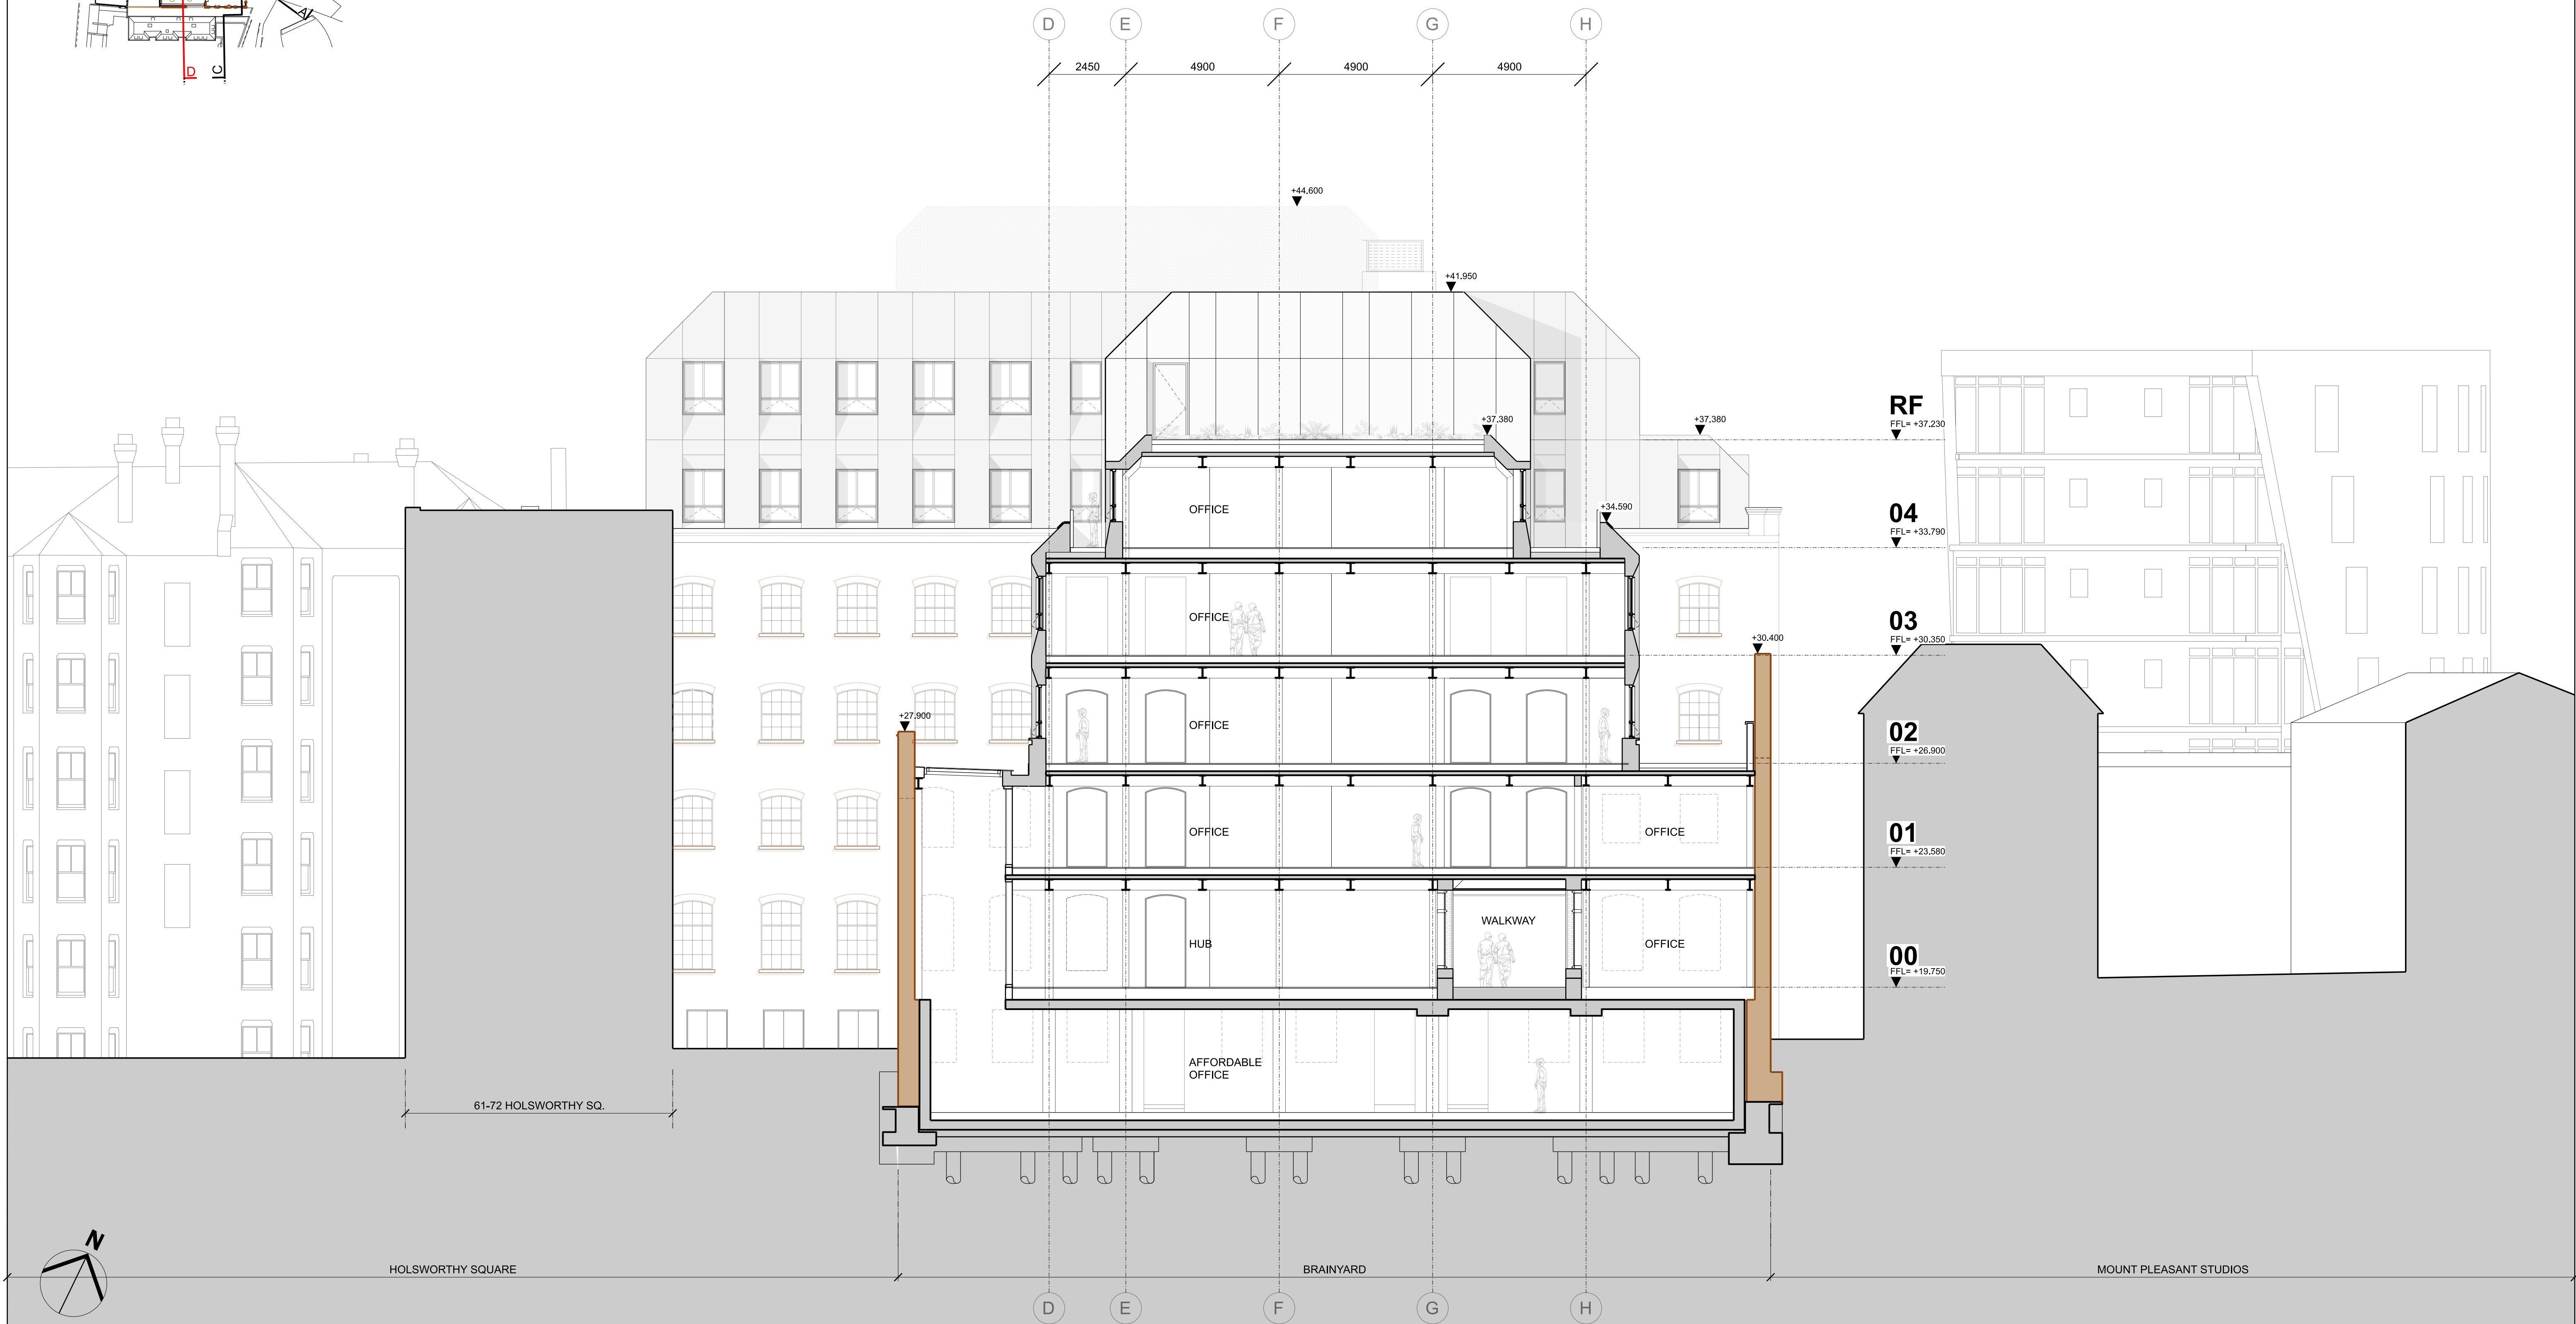 A1
D
C
D E F G H
2450 4900 4900 4900
+44.600
+41.950
+37.380 +37.380
RF
FFL= +37.230
OFFICE
+34.590
04
FFL= +33.790
OFFICE
03
FFL= +30.350
+30.400
+27.900
OFFICE
02
FFL= +26.900
OFFICE OFFICE
01
FFL= +23.580
WALKWAY
HUB OFFICE
00
FFL= +19.750
AFFORDABLE
OFFICE
61-72 HOLSWORTHY SQ.
N
HOLSWORTHY SQUARE BRAINYARD MOUNT PLEASANT STUDIOS
D E F G H